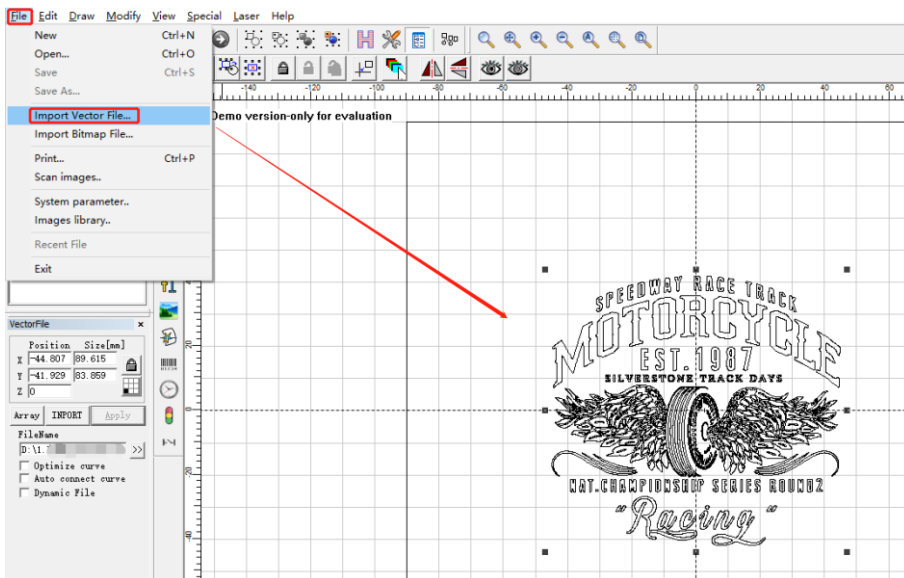 File Edit Draw Modify View Special Laser Help
New Ctrl+N
Open... Ctrl+O
Save Ctrl+S
Save As...
Import Vector File...
Import Bitmap File...
Print... Ctrl+P
Scan images..
System parameter..
Images library..
Recent File
Exit
-140 -120 -100 -80 -60 -40 -20 0 20 40 60
Demo version-only for evaluation
VectorFile
Position Size[mm]
X -44.807 89.615
Y -41.929 83.859
Z 0
Array INPORT Apply
FileName
D:\1. >>
Optimize curve
Auto connect curve
Dynamic File
20
0
SPEEDWAY RACE TRACK
MOTORCYCLE
EST. 1987
SILVERSTONE TRACK DAYS
NAT.CHAMPIONSHIP SERIES ROUND2
"Racing"